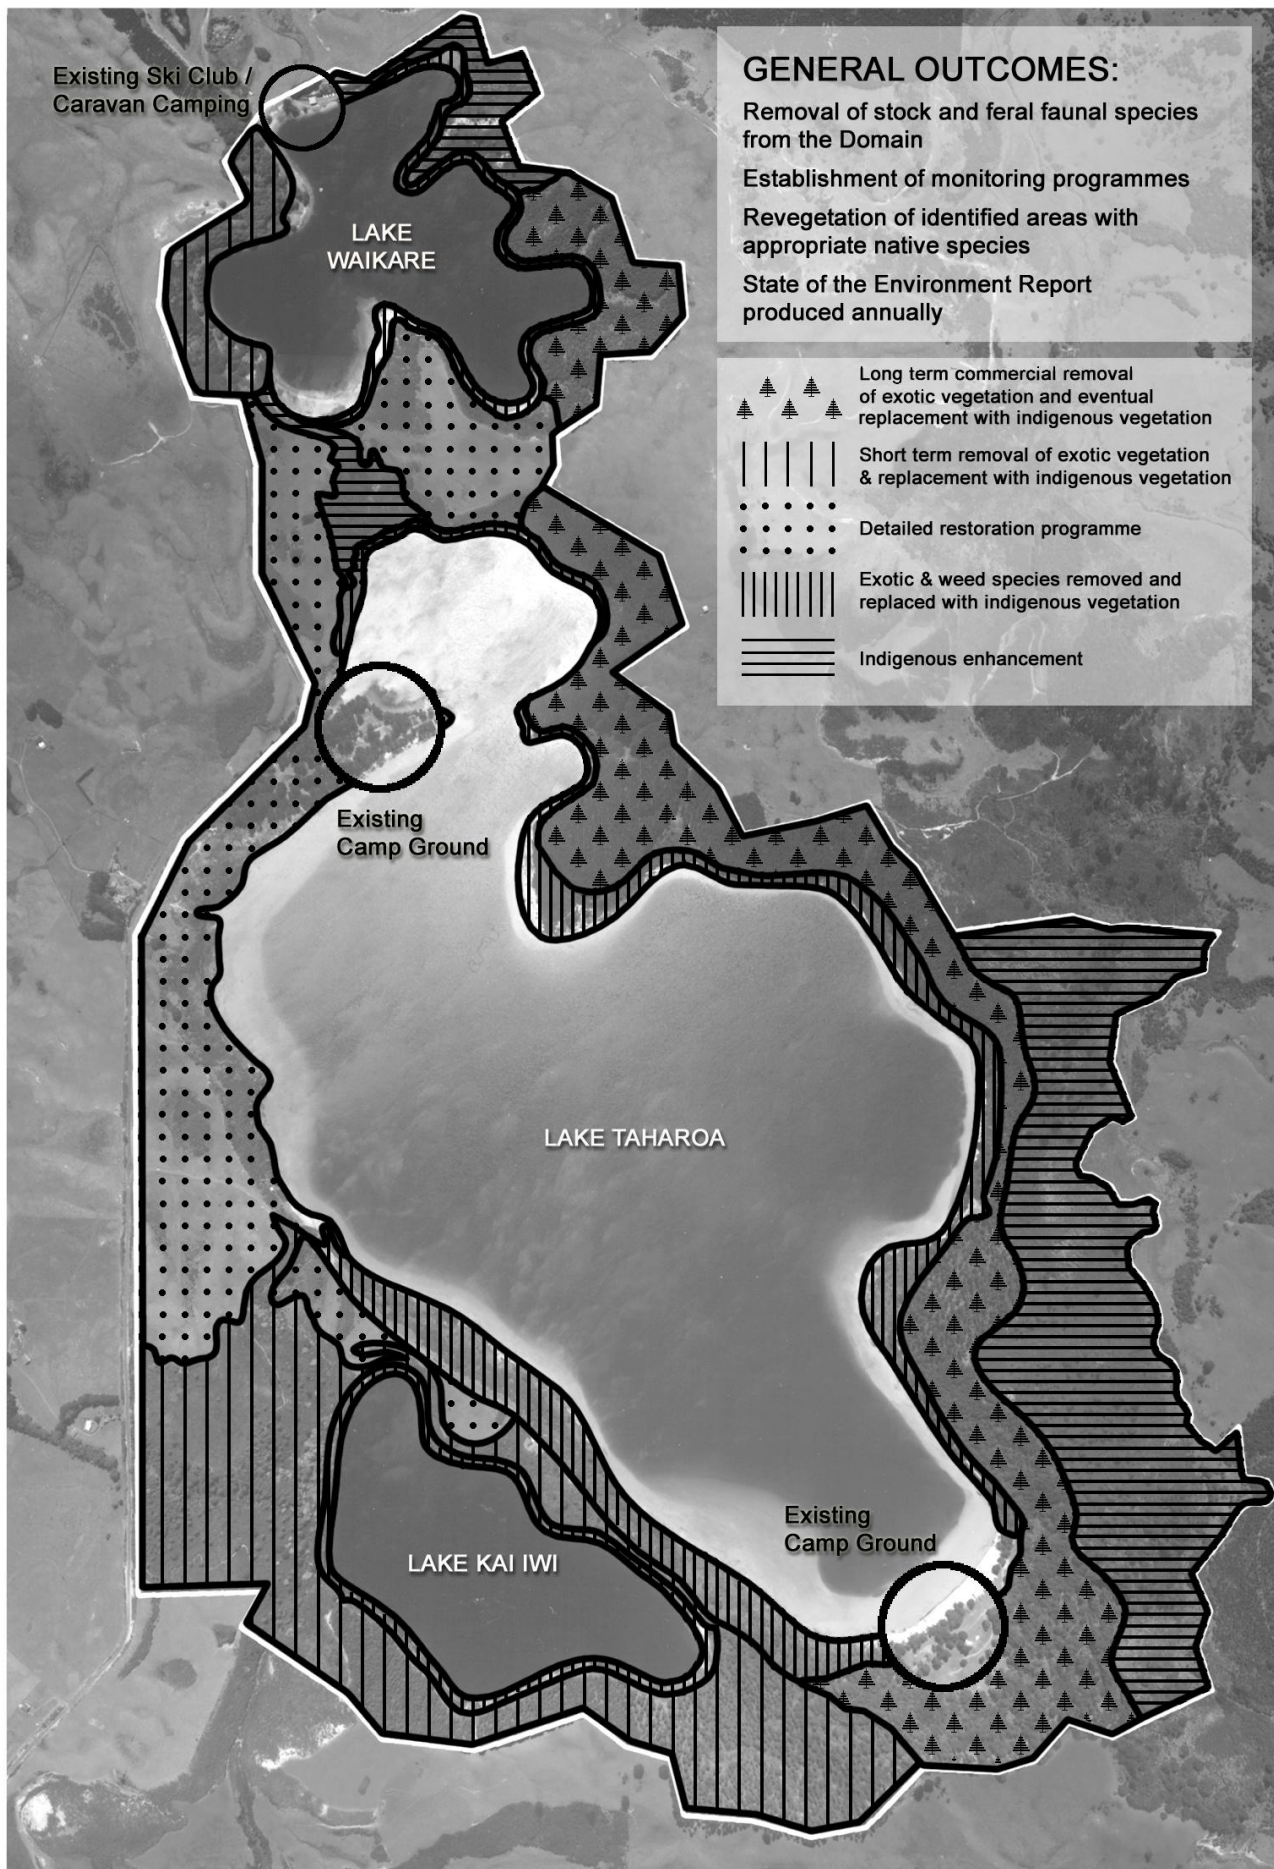 Existing Ski Club /
Caravan Camping
GENERAL OUTCOMES:
Removal of stock and feral faunal species
from the Domain
Establishment of monitoring programmes
Revegetation of identified areas with
appropriate native species
State of the Environment Report
produced annually
LAKE
WAIKARE
Long term commercial removal
of exotic vegetation and eventual
replacement with indigenous vegetation
Short term removal of exotic vegetation
& replacement with indigenous vegetation
Detailed restoration programme
Exotic & weed species removed and
replaced with indigenous vegetation
Indigenous enhancement
Existing
Camp Ground
LAKE TAHAROA
Existing
Camp Ground
LAKE KAI IWI